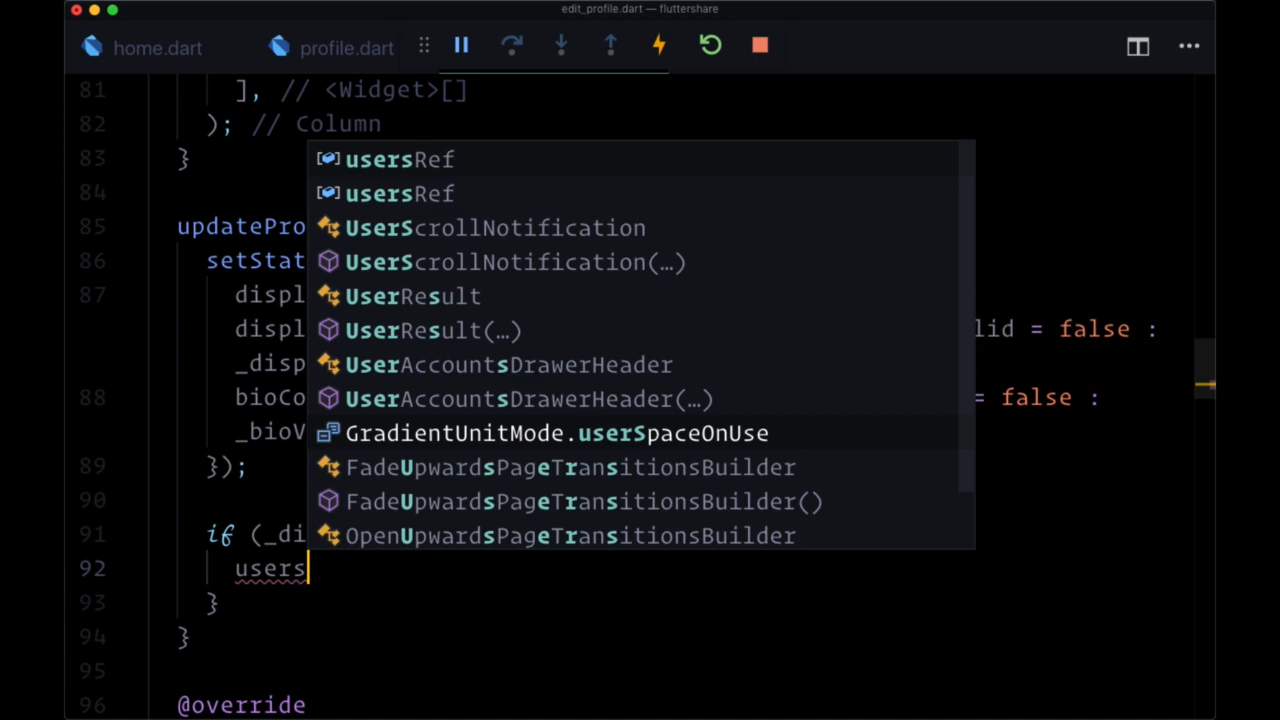 edit_profile.dart — fluttershare
home.dart
profile.dart
81 ], // <Widget>[]
82 ); // Column
83 }
84
85 updatePro
86 setStat
87 displ
displ lid = false :
_disp
88 bioCo = false :
_bioV
89 });
90
91 if (_di
92 users
93 }
94 }
95
96 @override
usersRef
usersRef
UserScrollNotification
UserScrollNotification(…)
UserResult
UserResult(…)
UserAccountsDrawerHeader
UserAccountsDrawerHeader(…)
GradientUnitMode.userSpaceOnUse
FadeUpwardsPageTransitionsBuilder
FadeUpwardsPageTransitionsBuilder()
OpenUpwardsPageTransitionsBuilder